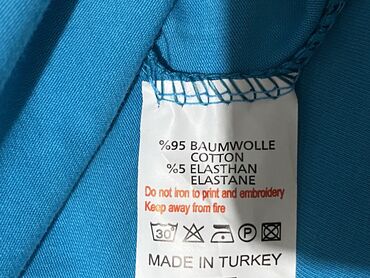 %95 BAUMWOLLE
COTTON
%5 ELASTHAN
ELASTANE
Do not iron to print and embroidery
Keep away from fire
30°
P
MADE IN TURKEY